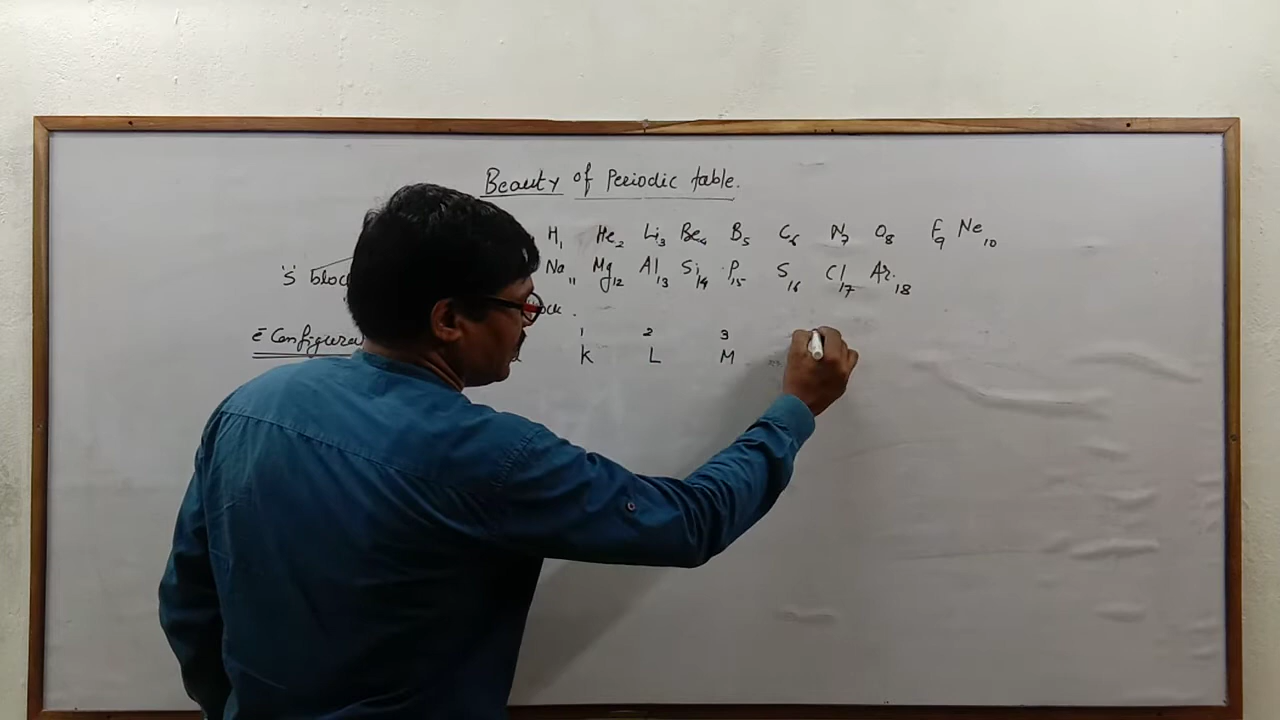 Beauty of Periodic table.
H₁ He₂ Li₃ Be₄ B₅ C₆ N₇ O₈ F₉ Ne₁₀
Na₁₁ Mg₁₂ Al₁₃ Si₁₄ P₁₅ S₁₆ Cl₁₇ Ar₁₈
's'
1 2 3
K L M